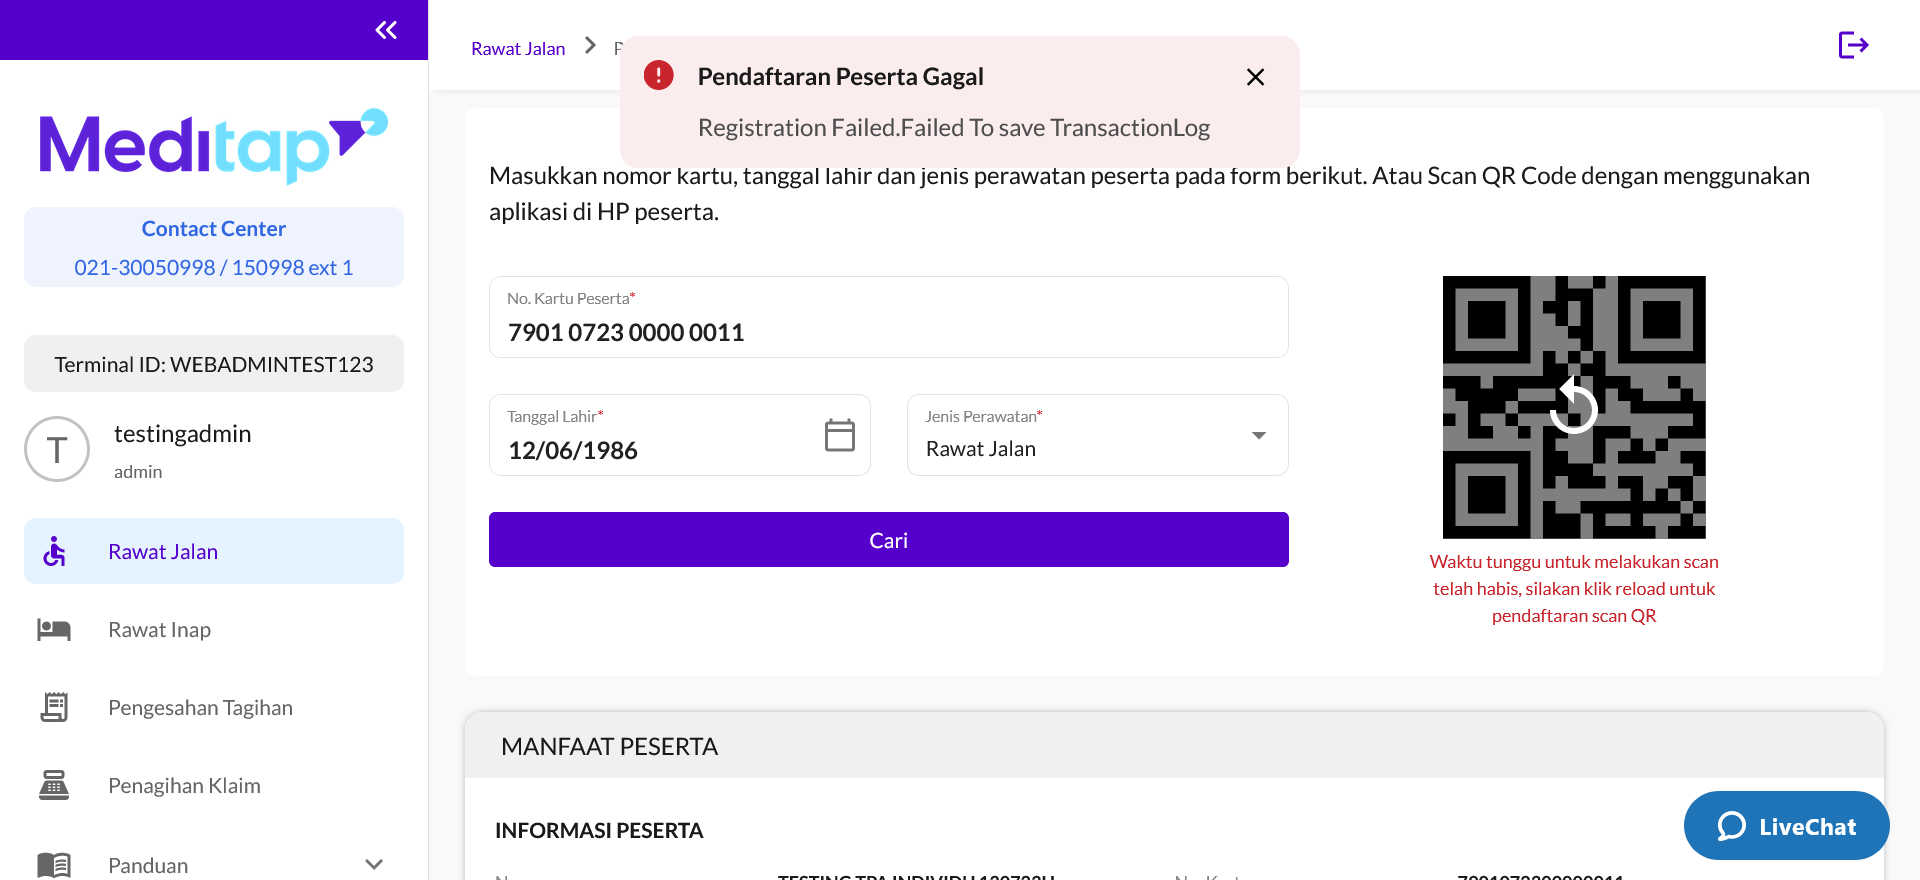 Rawat Jalan
Pendaftaran Peserta Gagal
Registration Failed.Failed To save TransactionLog
Meditap
Contact Center
021-30050998 / 150998 ext 1
Terminal ID: WEBADMINTEST123
T
testingadmin
admin
Rawat Jalan
Rawat Inap
Pengesahan Tagihan
Penagihan Klaim
Panduan
Masukkan nomor kartu, tanggal lahir dan jenis perawatan peserta pada form berikut. Atau Scan QR Code dengan menggunakan
aplikasi di HP peserta.
No. Kartu Peserta*
7901 0723 0000 0011
Tanggal Lahir*
12/06/1986
Jenis Perawatan*
Rawat Jalan
Cari
Waktu tunggu untuk melakukan scan
telah habis, silakan klik reload untuk
pendaftaran scan QR
MANFAAT PESERTA
INFORMASI PESERTA
TESTING TPA INDIVIDU
LiveChat